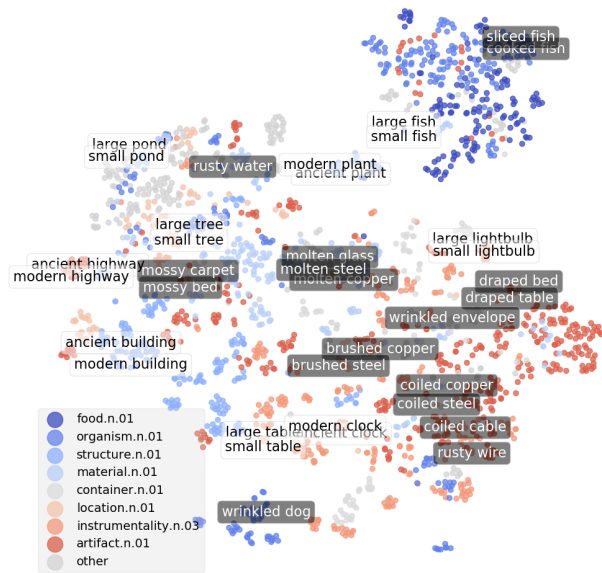 sliced fish
cooked fish
large fish
small fish
large pond
small pond
rusty water
modern plant
ancient plant
large tree
small tree
large lightbulb
small lightbulb
ancient highway
modern highway
mossy carpet
mossy bed
molten glass
molten steel
molten copper
draped bed
draped table
wrinkled envelope
ancient building
modern building
brushed copper
brushed steel
coiled copper
coiled steel
large table
small table
modern clock
ancient clock
coiled cable
rusty wire
wrinkled dog
food.n.01
organism.n.01
structure.n.01
material.n.01
container.n.01
location.n.01
instrumentality.n.03
artifact.n.01
other